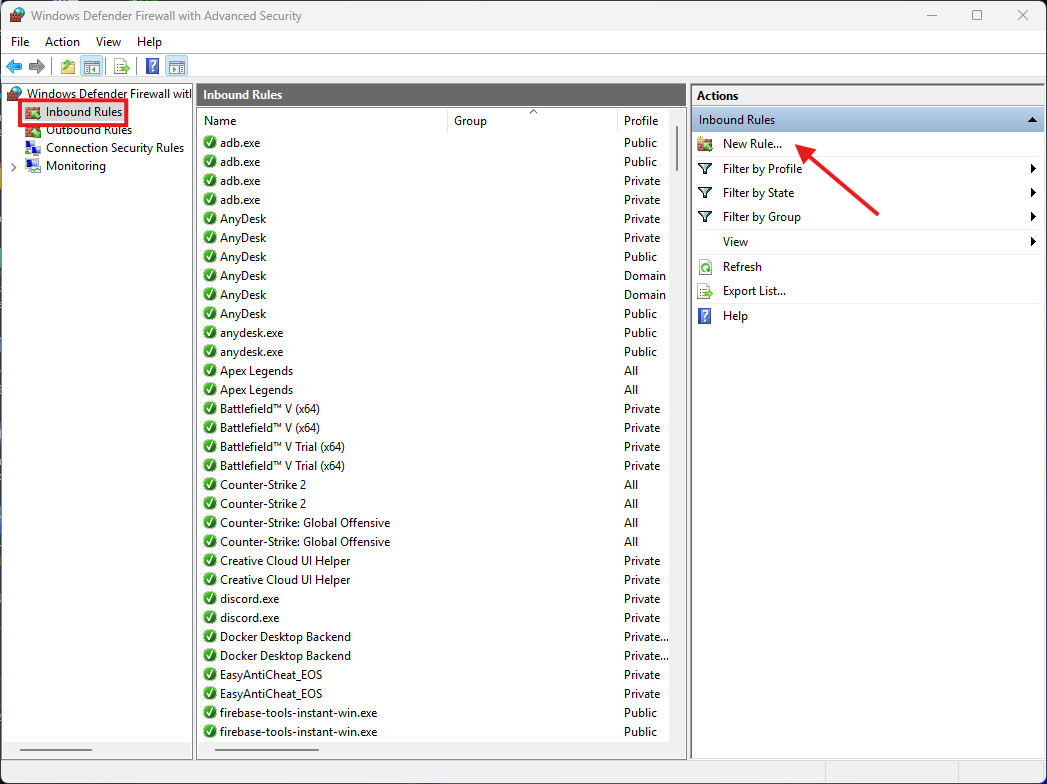 Windows Defender Firewall with Advanced Security
File Action View Help
Windows Defender Firewall witl
Inbound Rules
Outbound Rules
Connection Security Rules
Monitoring
Inbound Rules
Name Group Profile
adb.exe Public
adb.exe Public
adb.exe Private
adb.exe Private
AnyDesk Private
AnyDesk Private
AnyDesk Public
AnyDesk Domain
AnyDesk Domain
AnyDesk Public
anydesk.exe Public
anydesk.exe Public
Apex Legends All
Apex Legends All
Battlefield™ V (x64) Private
Battlefield™ V (x64) Private
Battlefield™ V Trial (x64) Private
Battlefield™ V Trial (x64) Private
Counter-Strike 2 All
Counter-Strike 2 All
Counter-Strike: Global Offensive All
Counter-Strike: Global Offensive All
Creative Cloud UI Helper Private
Creative Cloud UI Helper Private
discord.exe Private
discord.exe Private
Docker Desktop Backend Private...
Docker Desktop Backend Private...
EasyAntiCheat_EOS Private
EasyAntiCheat_EOS Private
firebase-tools-instant-win.exe Public
firebase-tools-instant-win.exe Public
Actions
Inbound Rules
New Rule...
Filter by Profile
Filter by State
Filter by Group
View
Refresh
Export List...
Help